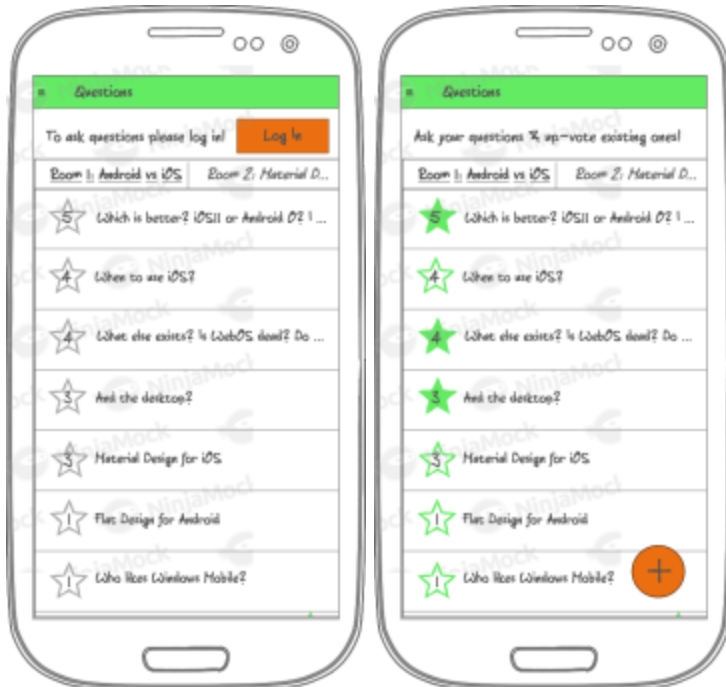 Questions
To ask questions please log in!
Log In
Room 1: Android vs iOS
Room 2: Material D...
5 Which is better? iOS11 or Android O? I ...
4 When to use iOS?
4 What else exists? Is WebOS dead? Do ...
3 And the desktop?
3 Material Design for iOS
1 Flat Design for Android
1 Who likes Windows Mobile?
Questions
Ask your questions & up-vote existing ones!
Room 1: Android vs iOS
Room 2: Material D...
5 Which is better? iOS11 or Android O? I ...
4 When to use iOS?
4 What else exists? Is WebOS dead? Do ...
3 And the desktop?
3 Material Design for iOS
1 Flat Design for Android
1 Who likes Windows Mobile?
+
NinjaMock